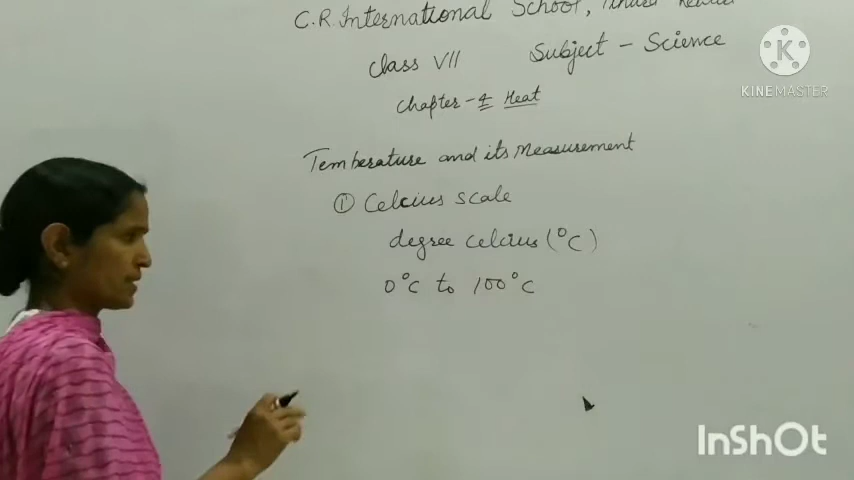 C.R. International School,
Class VII Subject - Science
KINEMASTER
Chapter - 4 Heat
Temperature and its Measurement
① Celcius scale
degree celcius (°C)
0°C to 100°C
InShOt